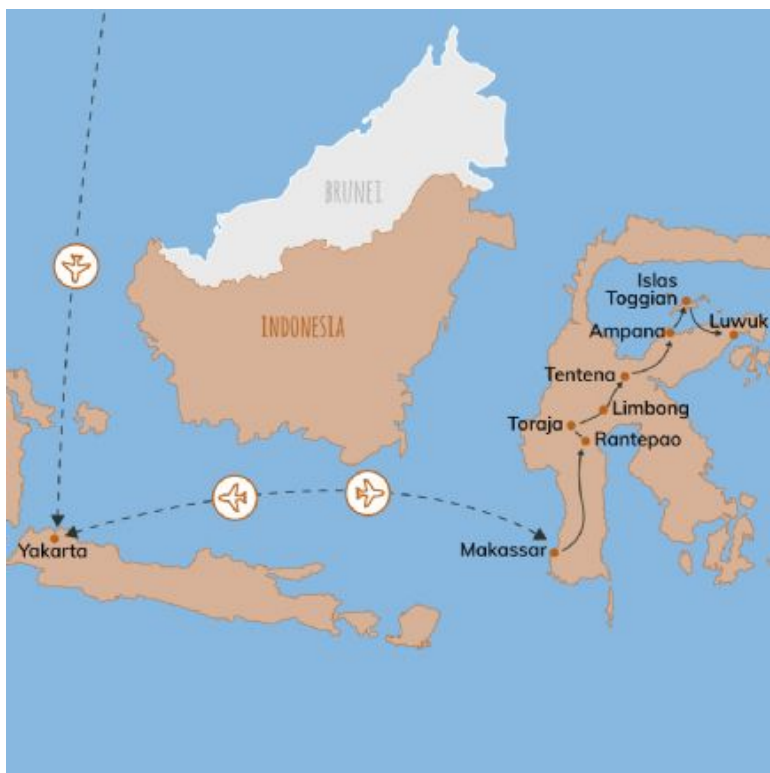 BRUNEI
INDONESIA
Islas
Toggian
Ampana
Luwuk
Tentena
Limbong
Toraja
Rantepao
Makassar
Yakarta